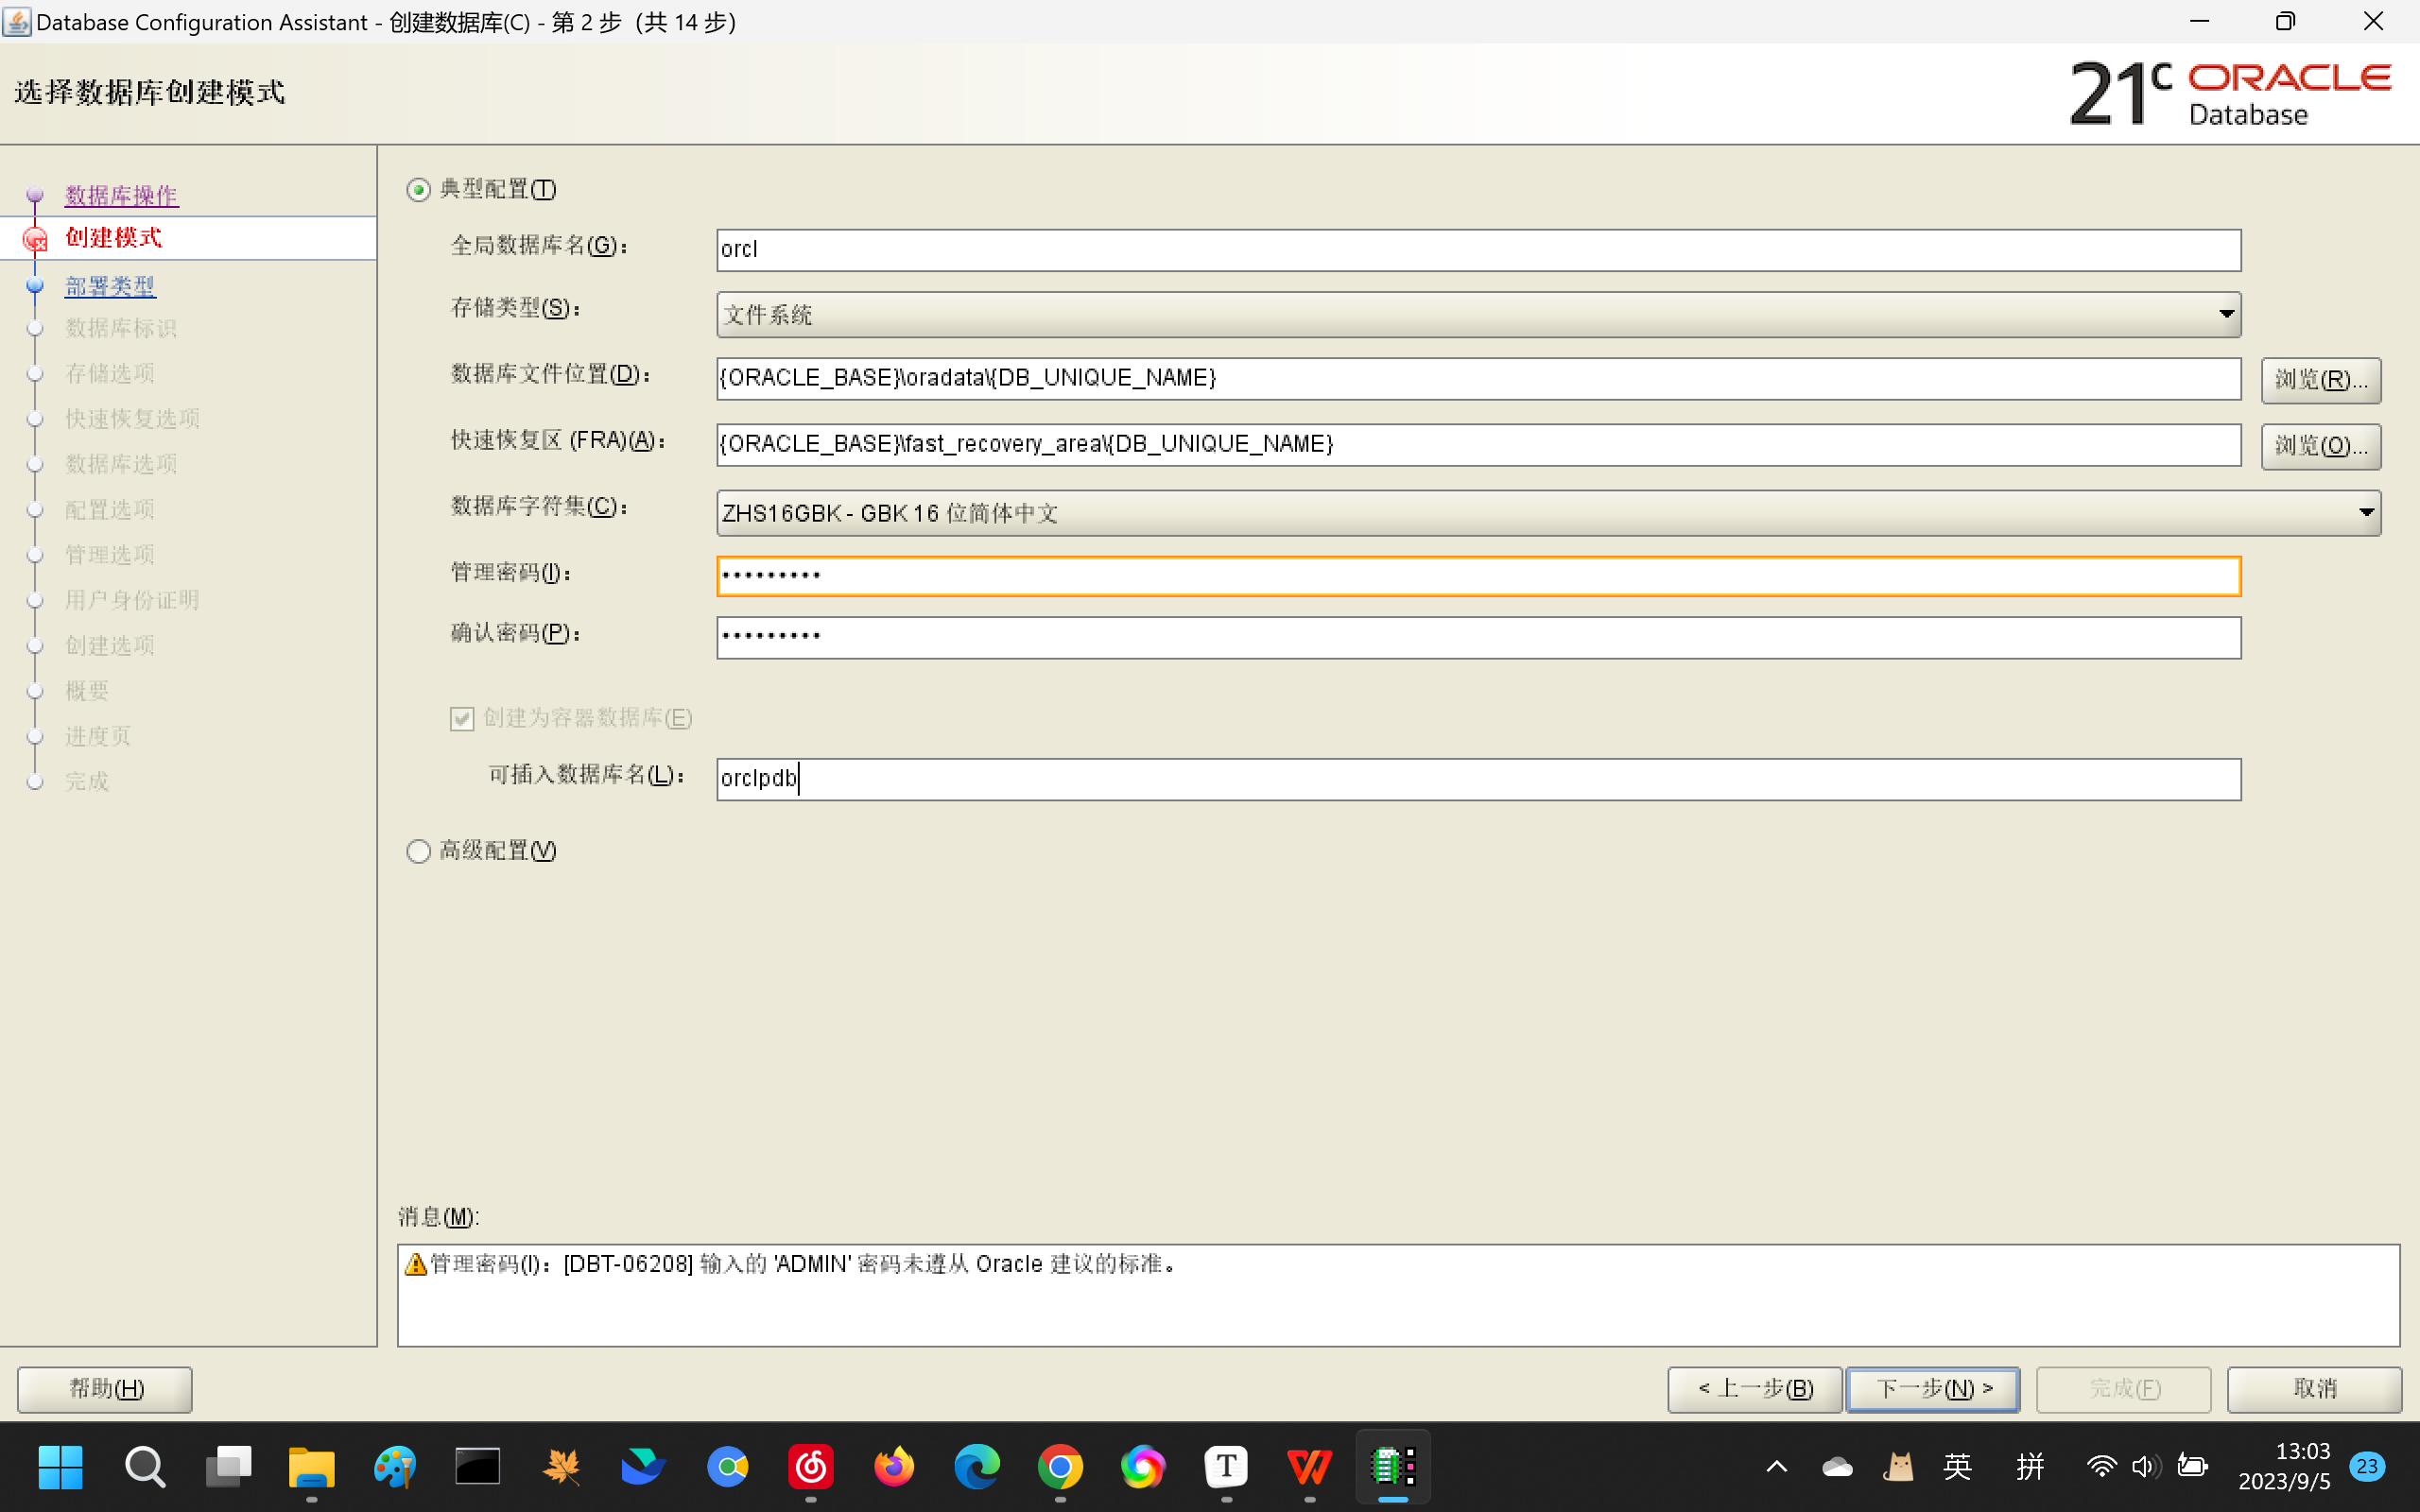 Database Configuration Assistant - 创建数据库(C) - 第 2 步（共 14 步）
选择数据库创建模式
21c ORACLE
Database
数据库操作
创建模式
部署类型
数据库标识
存储选项
快速恢复选项
数据库选项
配置选项
管理选项
用户身份证明
创建选项
概要
进度页
完成
典型配置(T)
全局数据库名(G)： orcl
存储类型(S)： 文件系统
数据库文件位置(D)： {ORACLE_BASE}\oradata\{DB_UNIQUE_NAME} 浏览(R)...
快速恢复区 (FRA)(A)： {ORACLE_BASE}\fast_recovery_area\{DB_UNIQUE_NAME} 浏览(O)...
数据库字符集(C)： ZHS16GBK - GBK 16 位简体中文
管理密码(I)： •••••••••
确认密码(P)： •••••••••
创建为容器数据库(E)
可插入数据库名(L)： orclpdb
高级配置(V)
消息(M):
管理密码(I)： [DBT-06208] 输入的 'ADMIN' 密码未遵从 Oracle 建议的标准。
帮助(H) < 上一步(B) 下一步(N) > 完成(F) 取消
T 英 拼 13:03 23
2023/9/5